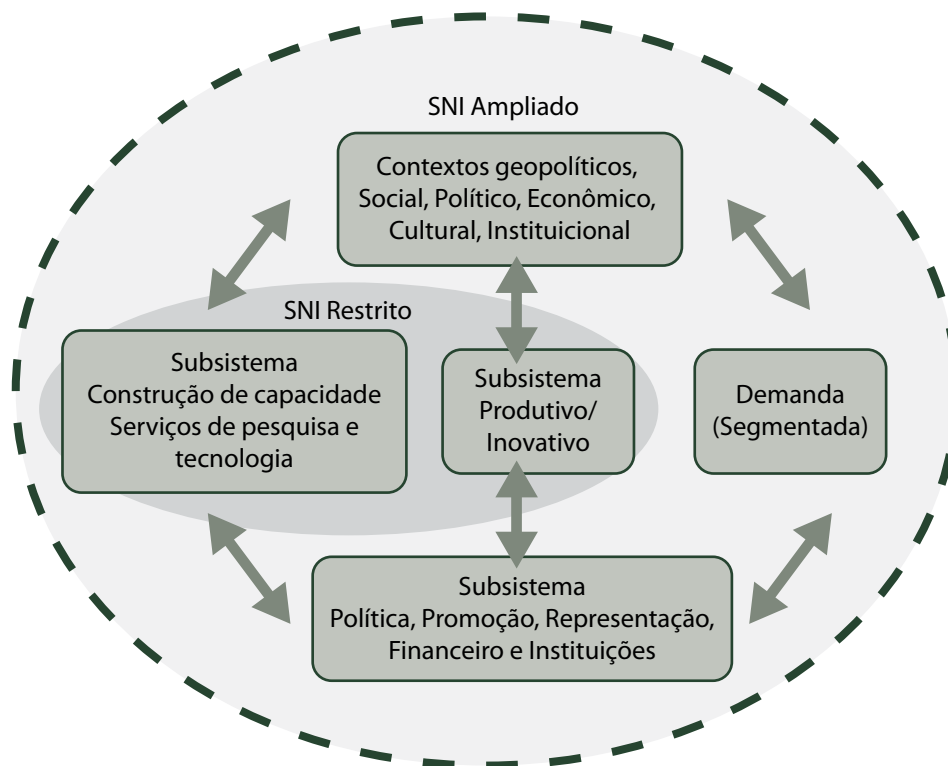 SNI Ampliado
Contextos geopolíticos,
Social, Político, Econômico,
Cultural, Instituicional
SNI Restrito
Subsistema
Construção de capacidade
Serviços de pesquisa e
tecnologia
Subsistema
Produtivo/
Inovativo
Demanda
(Segmentada)
Subsistema
Política, Promoção, Representação,
Financeiro e Instituições